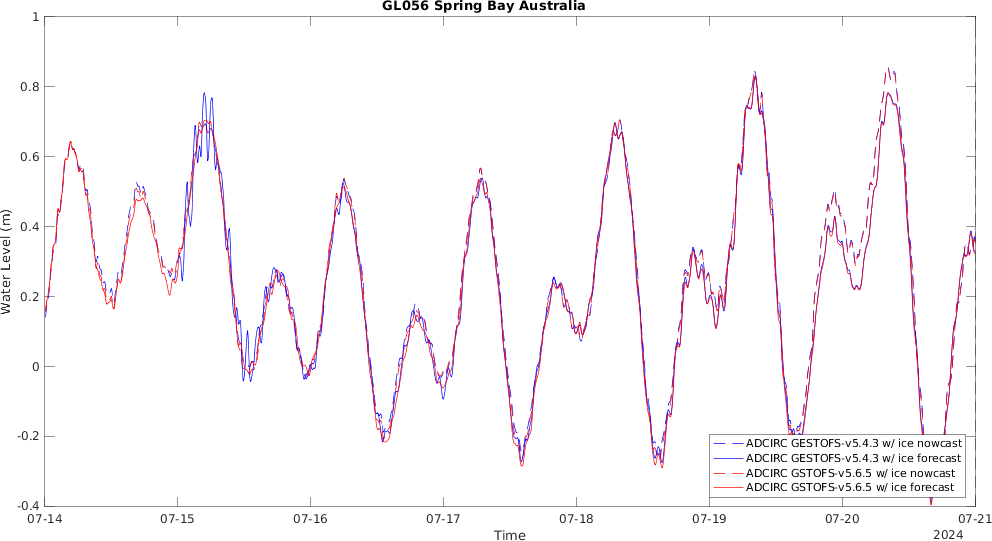 GL056 Spring Bay Australia
1
0.8
0.6
0.4
0.2
0
-0.2
-0.4
Water Level (m)
ADCIRC GESTOFS-v5.4.3 w/ ice nowcast
ADCIRC GESTOFS-v5.4.3 w/ ice forecast
ADCIRC GSTOFS-v5.6.5 w/ ice nowcast
ADCIRC GSTOFS-v5.6.5 w/ ice forecast
07-14 07-15 07-16 07-17 07-18 07-19 07-20 07-21
Time
2024